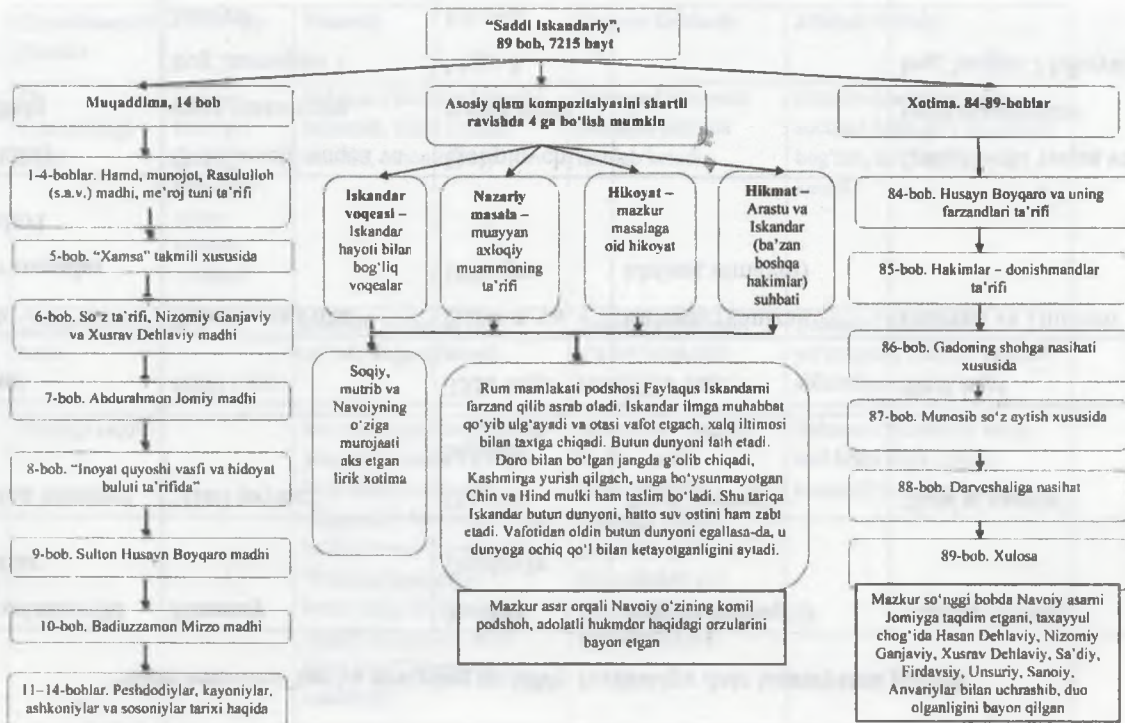 “Saddi Iskandariy”,
89 bob, 7215 bayt
Muqaddima, 14 bob
1-4-boblar. Hamd, munojot, Rasululloh
(s.a.v.) madhi, me’roj tuni ta’rifi
5-bob. “Xamsa” takmili xususida
6-bob. So‘z ta’rifi, Nizomiy Ganjaviy
va Xusrav Dehlaviy madhi
7-bob. Abdurahmon Jomiy madhi
8-bob. “Inoyat quyoshi vasfi va hidoyat
buluti ta’rifida”
9-bob. Sulton Husayn Boyqaro madhi
10-bob. Badiuzzamon Mirzo madhi
11–14-boblar. Peshdodiylar, kayoniylar,
ashkoniylar va sosoniylar tarixi haqida
Asosiy qism kompozitsiyasini shartli
ravishda 4 ga bo‘lish mumkin
Iskandar
voqeasi –
Iskandar
hayoti bilan
bog‘liq
voqealar
Nazariy
masala –
muayyan
axloqiy
muammoning
ta’rifi
Hikoyat –
mazkur
masalaga
oid hikoyat
Hikmat –
Arastu va
Iskandar
(ba’zan
boshqa
hakimlar)
suhbati
Soqiy,
mutrib va
Navoiyning
o‘ziga
murojaati
aks etgan
lirik xotima
Rum mamlakati podshosi Faylaqus Iskandarni
farzand qilib asrab oladi. Iskandar ilmga muhabbat
qo‘yib ulg‘ayadi va otasi vafot etgach, xalq iltimosi
bilan taxtga chiqadi. Butun dunyoni fath etadi.
Doro bilan bo‘lgan jangda g‘olib chiqadi,
Kashmirga yurish qilgach, unga bo‘ysunmayotgan
Chin va Hind mulki ham taslim bo‘ladi. Shu tariqa
Iskandar butun dunyoni, hatto suv ostini ham zabt
etadi. Vafotidan oldin butun dunyoni egallasa-da, u
dunyoga ochiq qo‘l bilan ketayotganligini aytadi.
Mazkur asar orqali Navoiy o‘zining komil
podshoh, adolatli hukmdor haqidagi orzularini
bayon etgan
Xotima. 84-89-boblar
84-bob. Husayn Boyqaro va uning
farzandlari ta’rifi
85-bob. Hakimlar – donishmandlar
ta’rifi
86-bob. Gadoning shohga nasihati
xususida
87-bob. Munosib so‘z aytish xususida
88-bob. Darveshaliga nasihat
89-bob. Xulosa
Mazkur so‘nggi bobda Navoiy asarni
Jomiyga taqdim etgani, taxayyul
chog‘ida Hasan Dehlaviy, Nizomiy
Ganjaviy, Xusrav Dehlaviy, Sa’diy,
Firdavsiy, Unsuriy, Sanoiy,
Anvariylar bilan uchrashib, duo
olganligini bayon qilgan